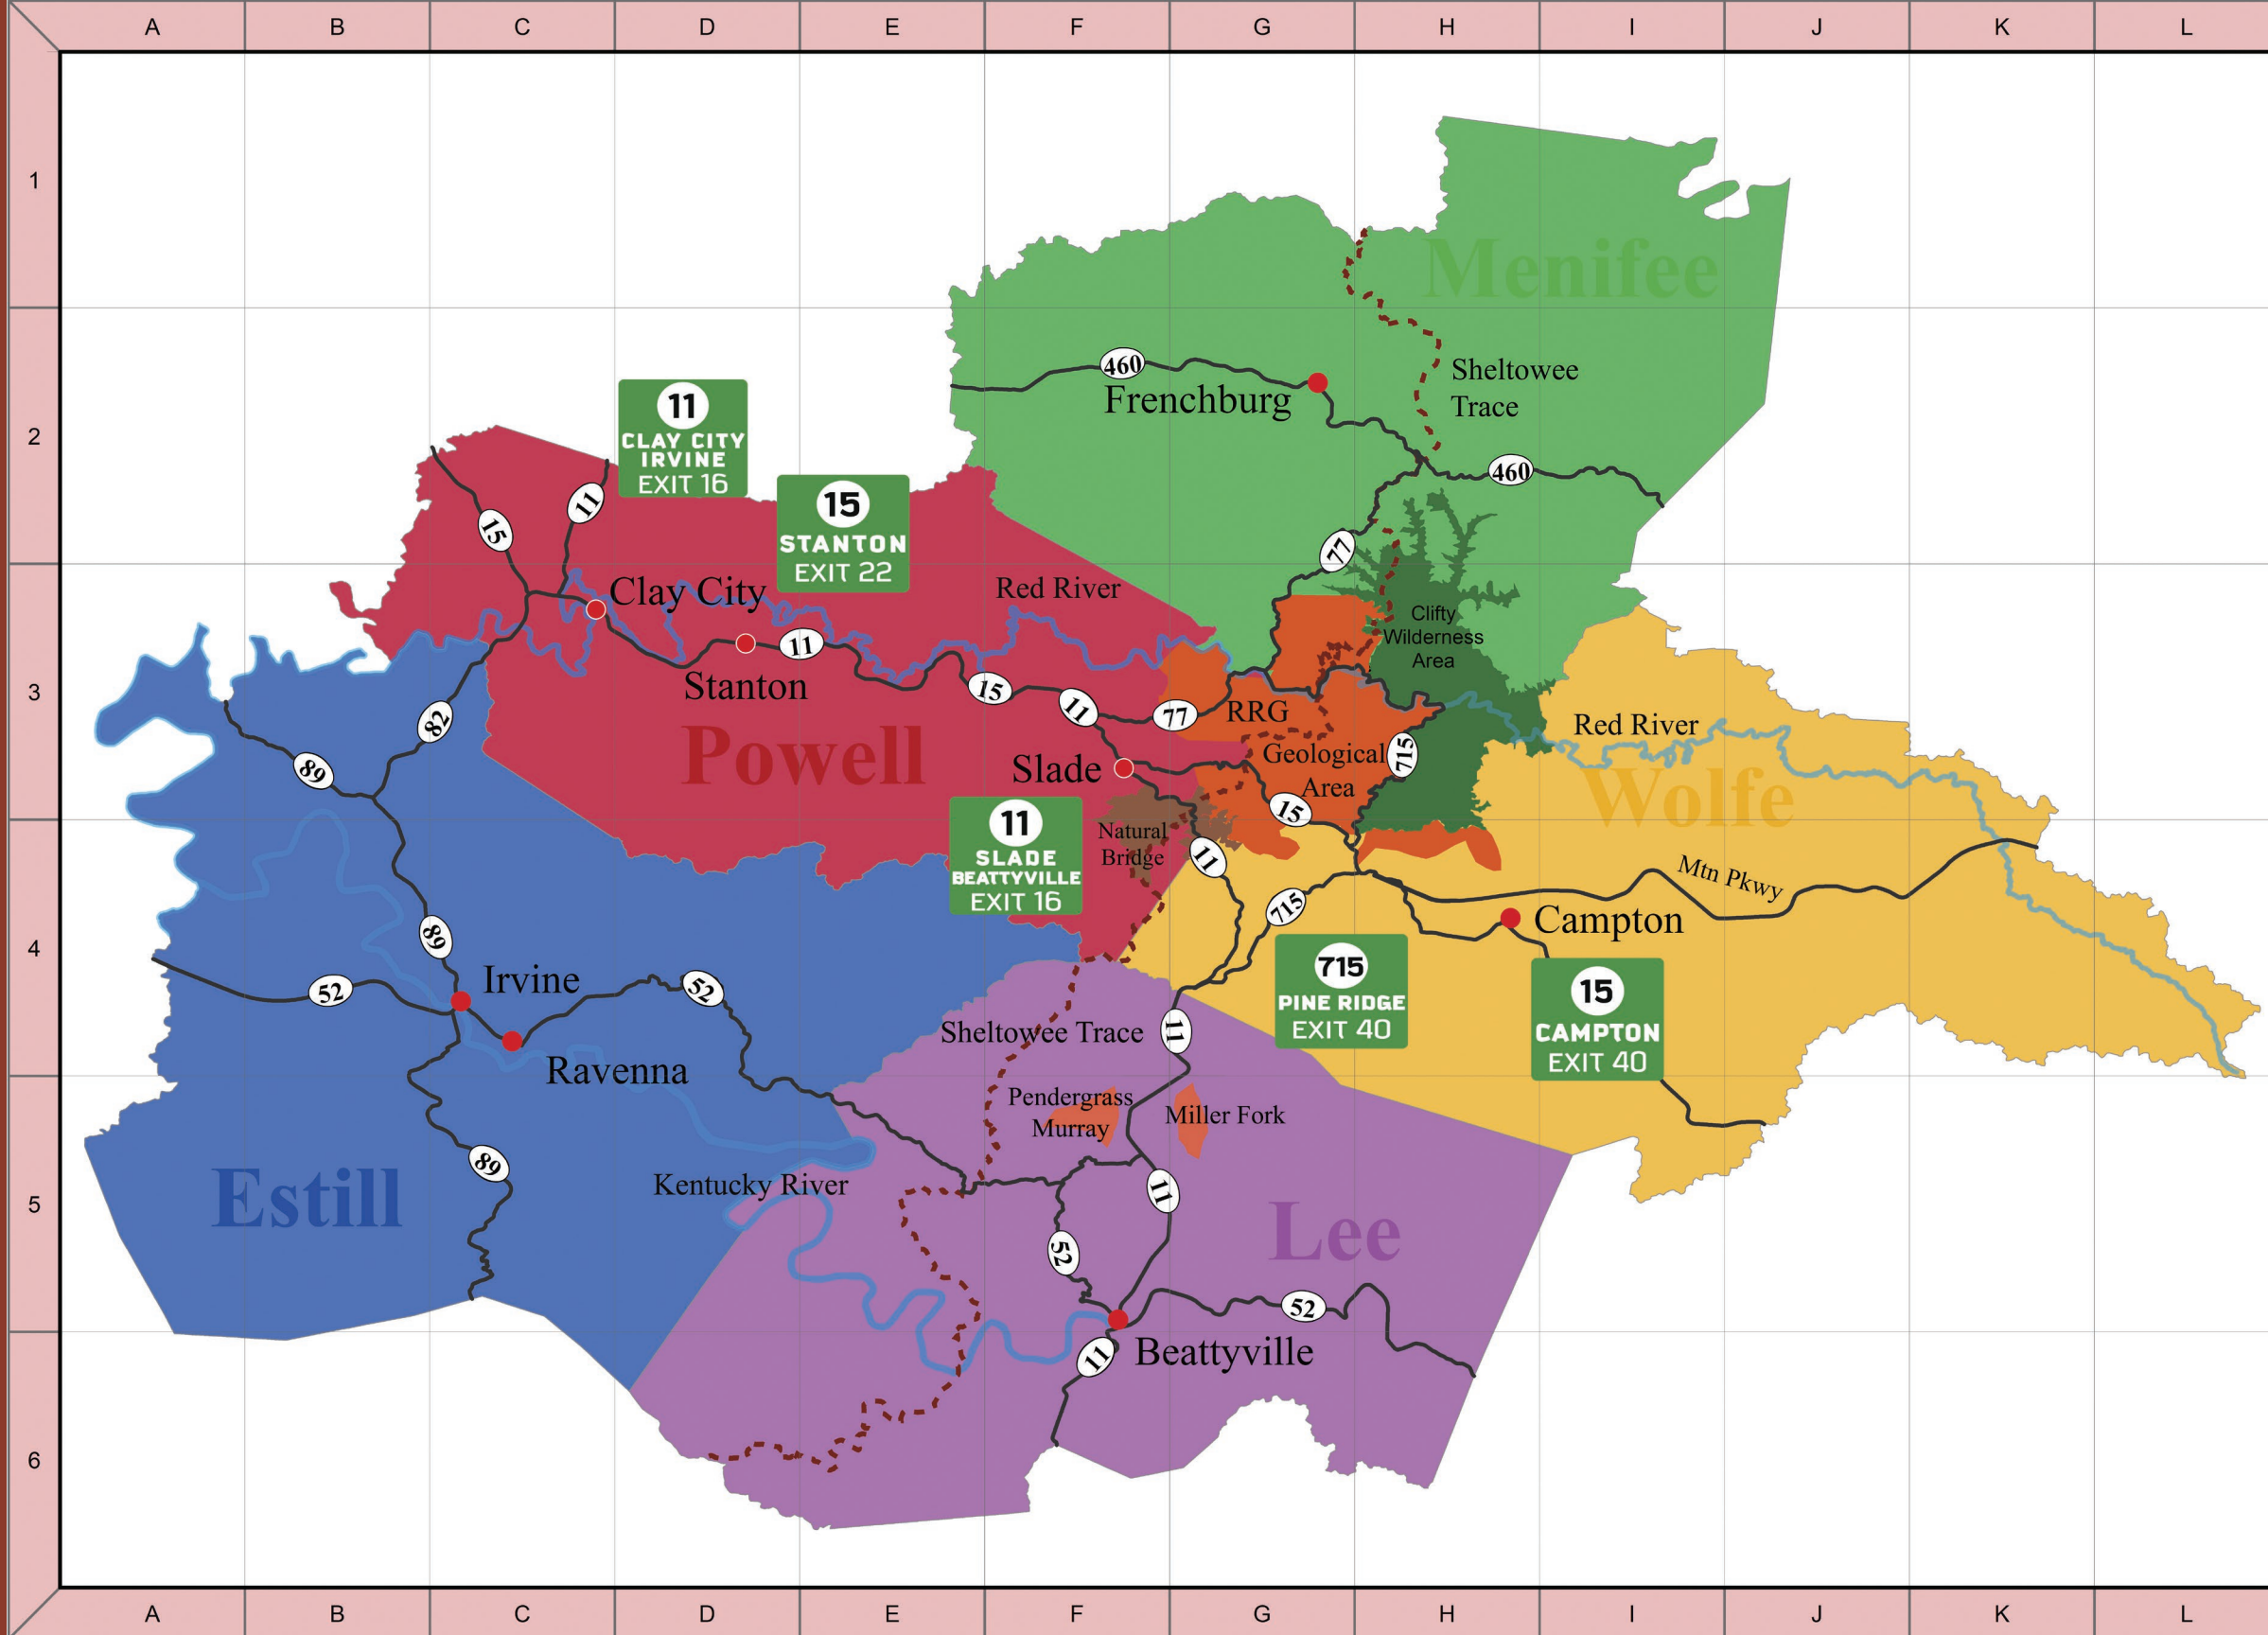 A B C D E F G H I J K L
1
Menifee
Sheltowee
Trace
460
Frenchburg
2
11
CLAY CITY
IRVINE
EXIT 16
460
15
STANTON
EXIT 22
11
15
77
Clay City
Red River
Clifty
Wilderness
Area
11
Stanton
3
15
11
77
RRG
Red River
82
Powell
Slade
Geological
Area
715
89
Wolfe
15
11
SLADE
BEATTYVILLE
EXIT 16
Natural
Bridge
11
Mtn Pkwy
715
Campton
89
4
715
PINE RIDGE
EXIT 40
15
CAMPTON
EXIT 40
Irvine
52
52
Sheltowee Trace
11
Ravenna
Pendergrass
Murray
Miller Fork
89
Kentucky River
11
Estill
5
Lee
52
52
Beattyville
11
6
A B C D E F G H I J K L